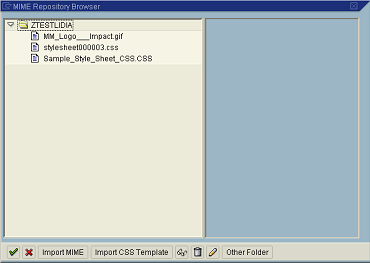 MIME Repository Browser
ZTESTLIDIA
MM_Logo___Impact.gif
stylesheet000003.css
Sample_Style_Sheet_CSS.CSS
Import MIME
Import CSS Template
Other Folder